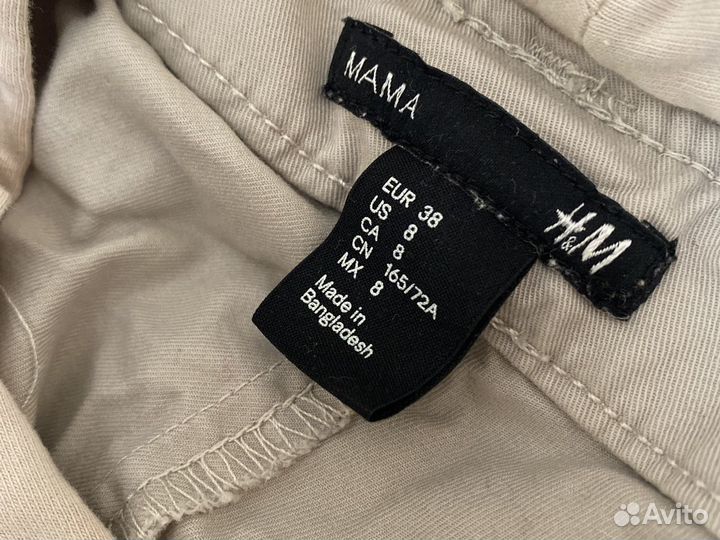 MAMA
H&M
EUR 38
US 8
CA 8
CN 165/72A
MX 8
Made in
Bangladesh
Avito